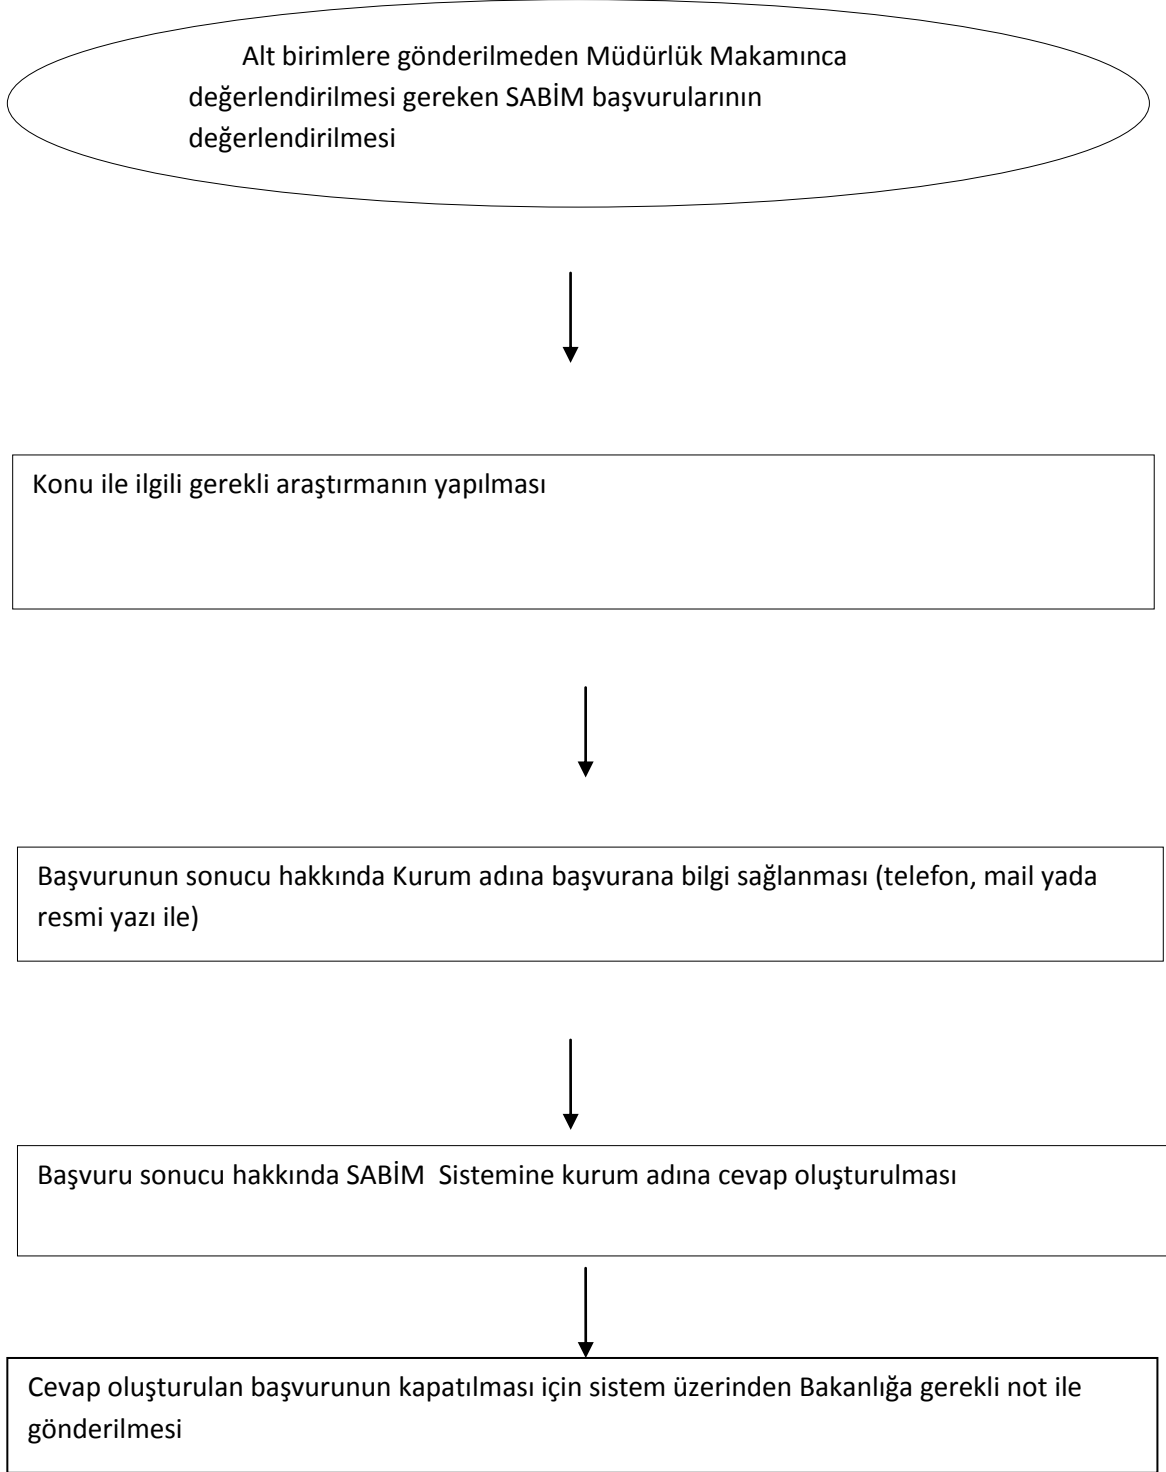 Alt birimlere gönderilmeden Müdürlük Makamınca
değerlendirilmesi gereken SABİM başvurularının
değerlendirilmesi
Konu ile ilgili gerekli araştırmanın yapılması
Başvurunun sonucu hakkında Kurum adına başvurana bilgi sağlanması (telefon, mail yada
resmi yazı ile)
Başvuru sonucu hakkında SABİM  Sistemine kurum adına cevap oluşturulması
Cevap oluşturulan başvurunun kapatılması için sistem üzerinden Bakanlığa gerekli not ile
gönderilmesi